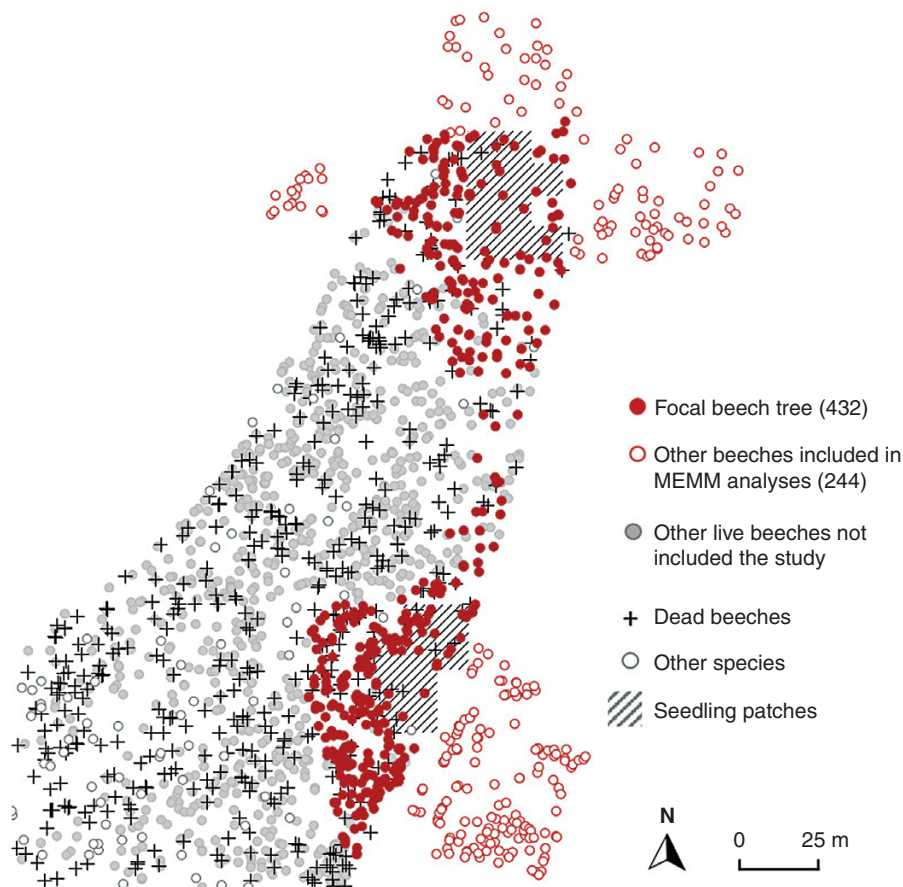 Focal beech tree (432)
Other beeches included in
MEMM analyses (244)
Other live beeches not
included the study
Dead beeches
Other species
Seedling patches
N
0 25 m